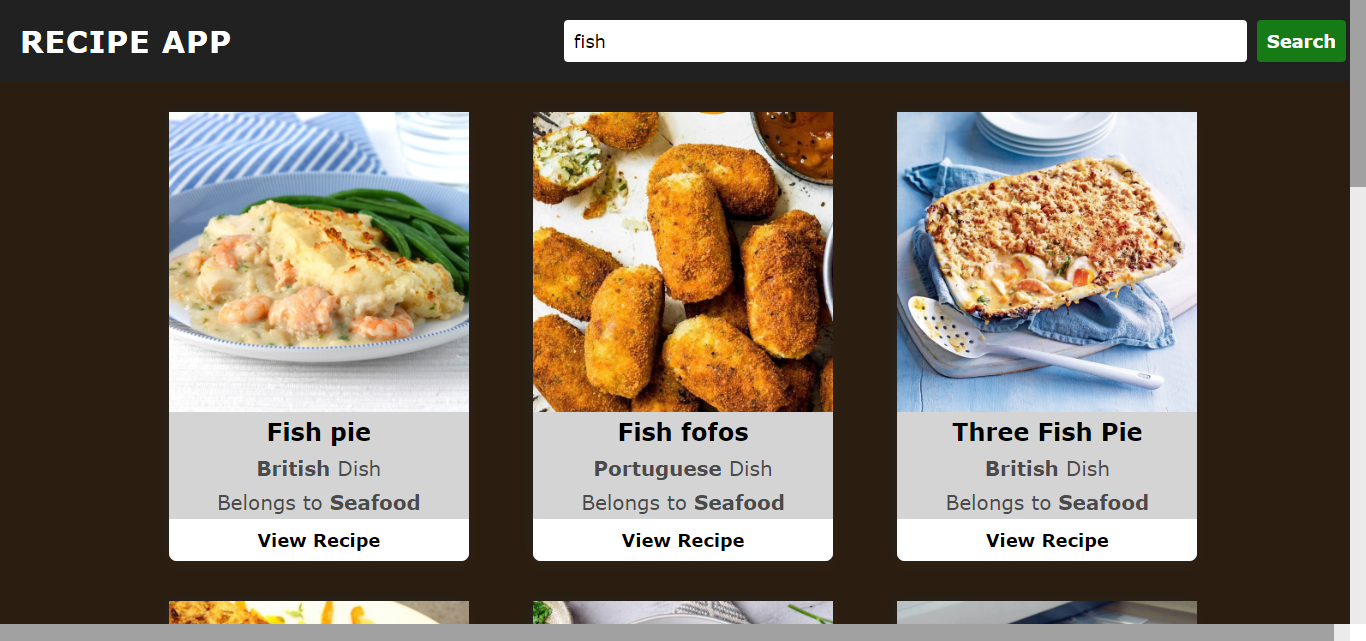 RECIPE APP
fish
Search
Fish pie
British Dish
Belongs to Seafood
View Recipe
Fish fofos
Portuguese Dish
Belongs to Seafood
View Recipe
Three Fish Pie
British Dish
Belongs to Seafood
View Recipe